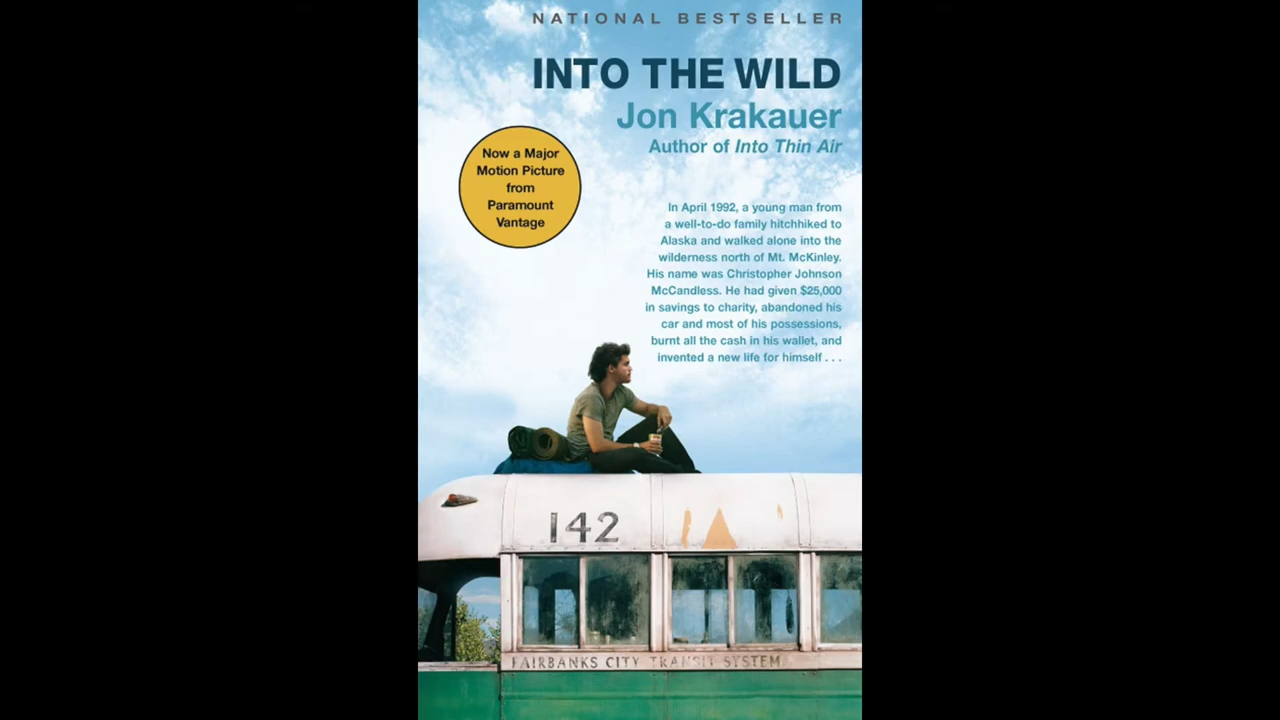 NATIONAL BESTSELLER
INTO THE WILD
Jon Krakauer
Author of Into Thin Air
Now a Major
Motion Picture
from
Paramount
Vantage
In April 1992, a young man from
a well-to-do family hitchhiked to
Alaska and walked alone into the
wilderness north of Mt. McKinley.
His name was Christopher Johnson
McCandless. He had given $25,000
in savings to charity, abandoned his
car and most of his possessions,
burnt all the cash in his wallet, and
invented a new life for himself . . .
142
FAIRBANKS CITY TRANSIT SYSTEM